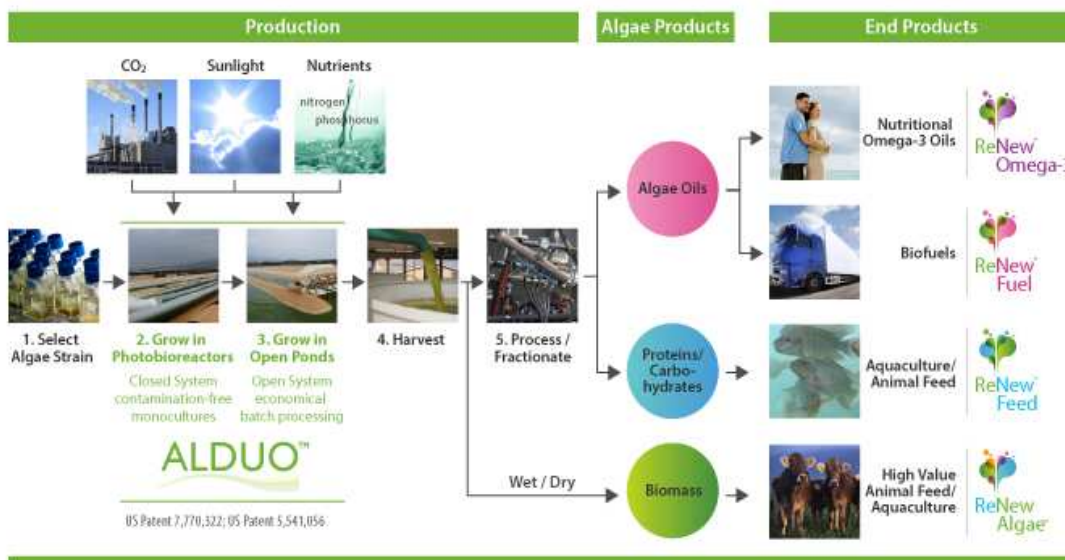 Production
Algae Products
End Products
CO₂
Sunlight
Nutrients
nitrogen
phosphorus
1. Select
Algae Strain
2. Grow in
Photobioreactors
Closed System
contamination-free
monocultures
3. Grow in
Open Ponds
Open System
economical
batch processing
4. Harvest
5. Process /
Fractionate
ALDUO™
US Patent 7,770,322; US Patent 5,541,056
Wet / Dry
Algae Oils
Proteins/
Carbo-
hydrates
Biomass
Nutritional
Omega-3 Oils
ReNew
Omega-3
Biofuels
ReNew
Fuel
Aquaculture/
Animal Feed
ReNew
Feed
High Value
Animal Feed/
Aquaculture
ReNew
Algae